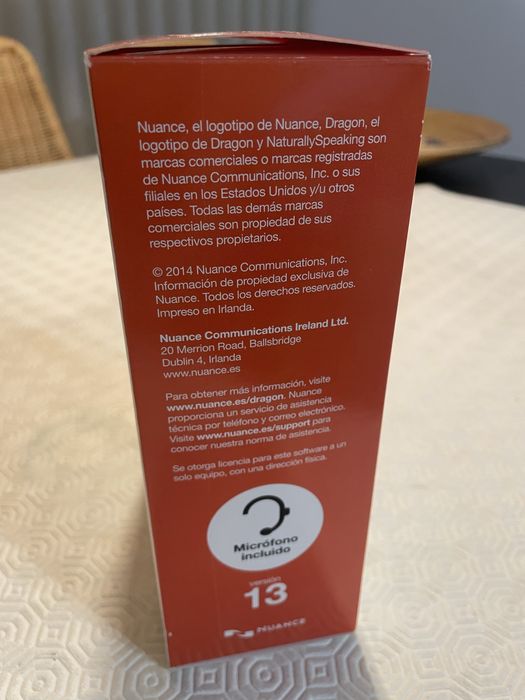 Nuance, el logotipo de Nuance, Dragon, el
logotipo de Dragon y NaturallySpeaking son
marcas comerciales o marcas registradas
de Nuance Communications, Inc. o sus
filiales en los Estados Unidos y/u otros
países. Todas las demás marcas
comerciales son propiedad de sus
respectivos propietarios.
© 2014 Nuance Communications, Inc.
Información de propiedad exclusiva de
Nuance. Todos los derechos reservados.
Impreso en Irlanda.
Nuance Communications Ireland Ltd.
20 Merrion Road, Ballsbridge
Dublin 4, Irlanda
www.nuance.es
Para obtener más información, visite
www.nuance.es/dragon. Nuance
proporciona un servicio de asistencia
técnica por teléfono y correo electrónico.
Visite www.nuance.es/support para
conocer nuestra norma de asistencia.
Se otorga licencia para este software a un
solo equipo, con una dirección física.
Micrófono
incluido
versión
13
NUANCE